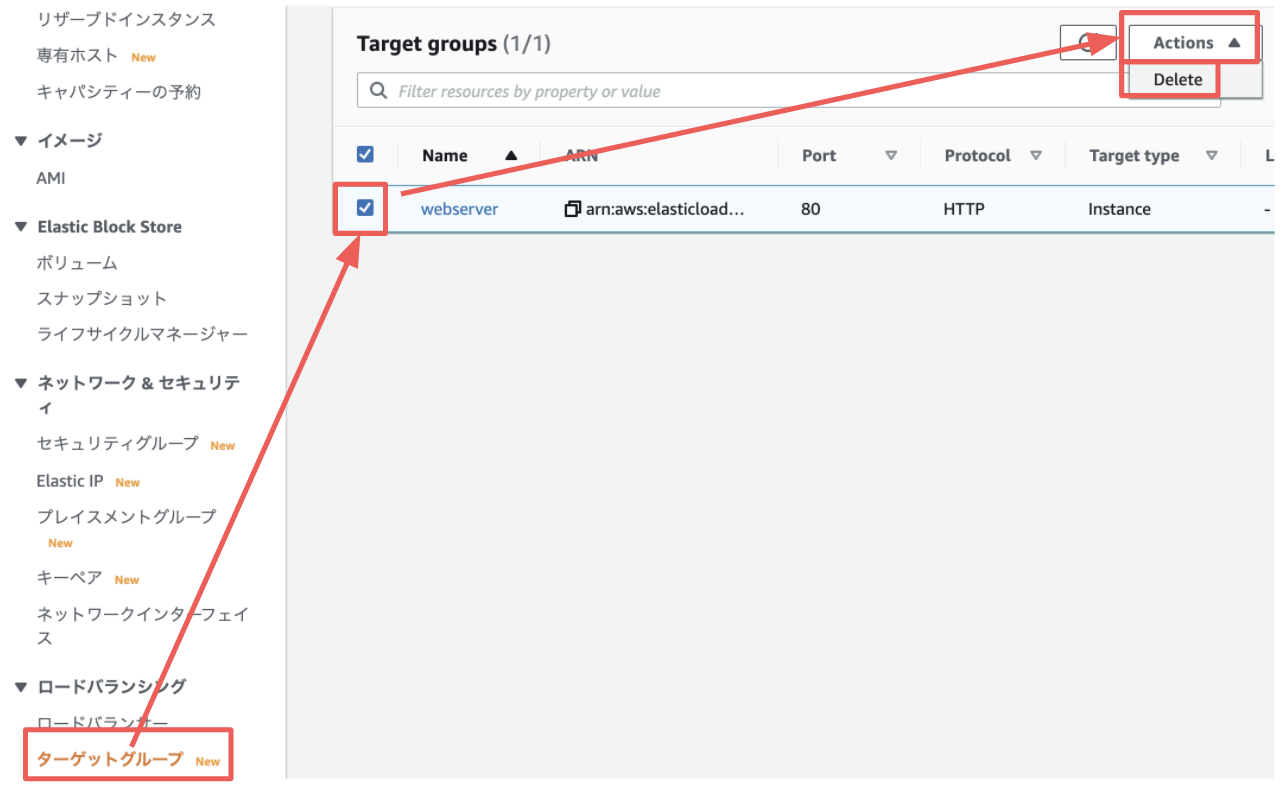 リザーブドインスタンス
専有ホスト New
キャパシティーの予約
イメージ
AMI
Elastic Block Store
ボリューム
スナップショット
ライフサイクルマネージャー
ネットワーク & セキュリテ
ィ
セキュリティグループ New
Elastic IP New
プレイスメントグループ
New
キーペア New
ネットワークインターフェイ
ス
ロードバランシング
ロードバランサー
ターゲットグループ New
Target groups (1/1)
Actions
Delete
Filter resources by property or value
Name ARN Port Protocol Target type L
webserver arn:aws:elasticload... 80 HTTP Instance -